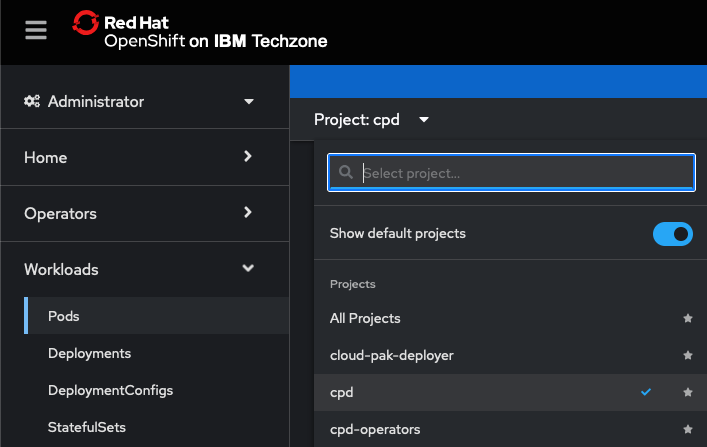 Red Hat
OpenShift on IBM Techzone
Administrator
Home
Operators
Workloads
Pods
Deployments
DeploymentConfigs
StatefulSets
Project: cpd
Select project...
Show default projects
Projects
All Projects
cloud-pak-deployer
cpd
cpd-operators